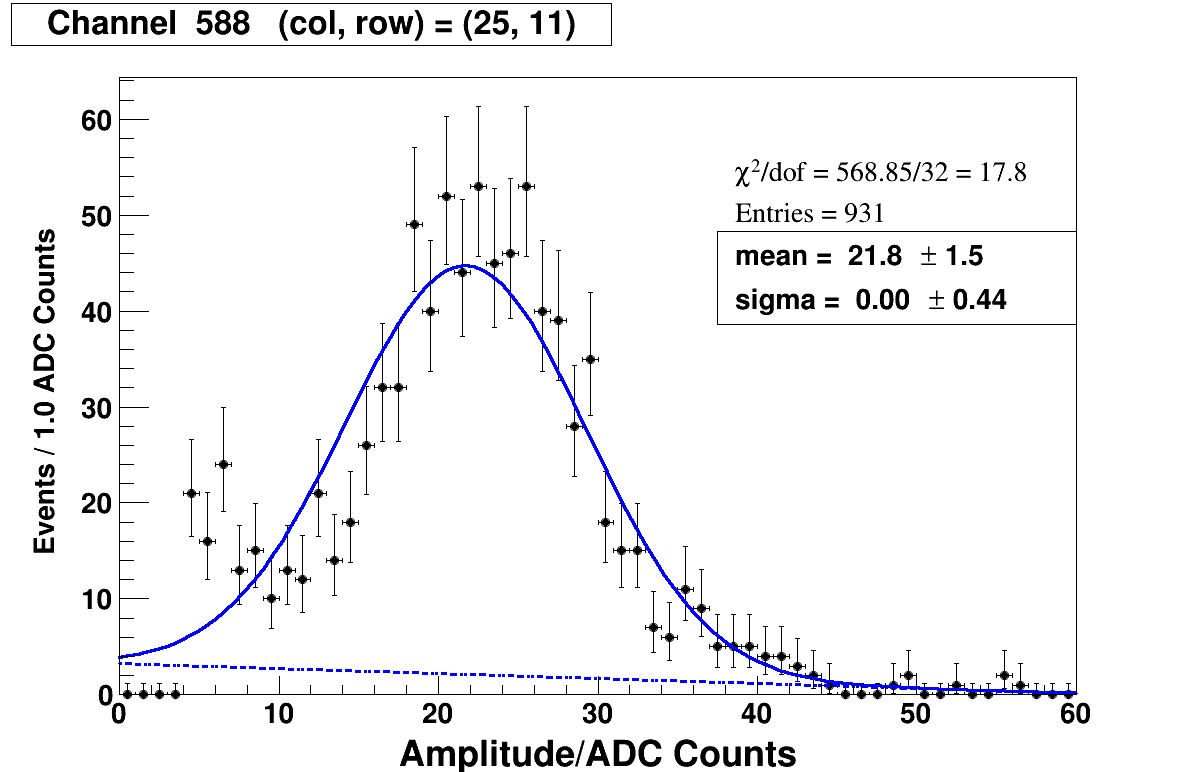 Channel 588 (col, row) = (25, 11)
χ²/dof = 568.85/32 = 17.8
Entries = 931
mean = 21.8 ± 1.5
sigma = 0.00 ± 0.44
Events / 1.0 ADC Counts
60
50
40
30
20
10
0
0 10 20 30 40 50 60
Amplitude/ADC Counts